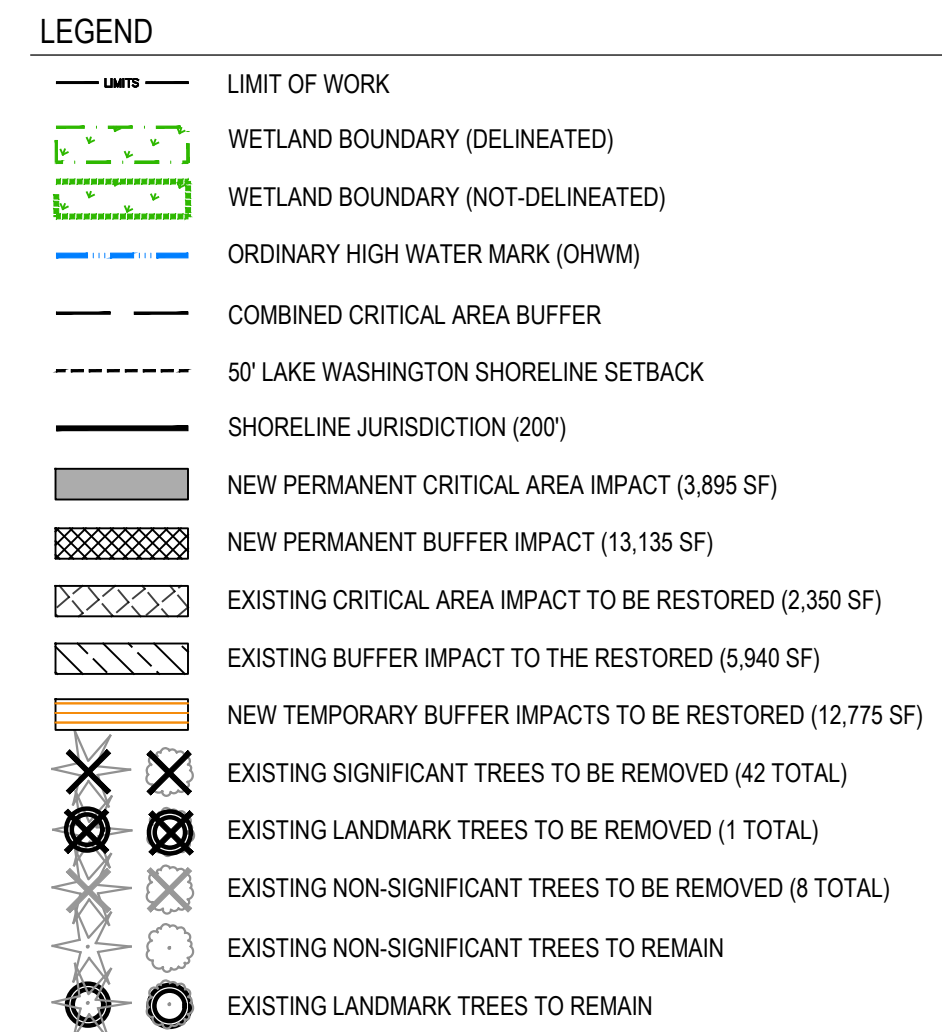 LEGEND
LIMITS LIMIT OF WORK
WETLAND BOUNDARY (DELINEATED)
WETLAND BOUNDARY (NOT-DELINEATED)
ORDINARY HIGH WATER MARK (OHWM)
COMBINED CRITICAL AREA BUFFER
50' LAKE WASHINGTON SHORELINE SETBACK
SHORELINE JURISDICTION (200')
NEW PERMANENT CRITICAL AREA IMPACT (3,895 SF)
NEW PERMANENT BUFFER IMPACT (13,135 SF)
EXISTING CRITICAL AREA IMPACT TO BE RESTORED (2,350 SF)
EXISTING BUFFER IMPACT TO THE RESTORED (5,940 SF)
NEW TEMPORARY BUFFER IMPACTS TO BE RESTORED (12,775 SF)
EXISTING SIGNIFICANT TREES TO BE REMOVED (42 TOTAL)
EXISTING LANDMARK TREES TO BE REMOVED (1 TOTAL)
EXISTING NON-SIGNIFICANT TREES TO BE REMOVED (8 TOTAL)
EXISTING NON-SIGNIFICANT TREES TO REMAIN
EXISTING LANDMARK TREES TO REMAIN